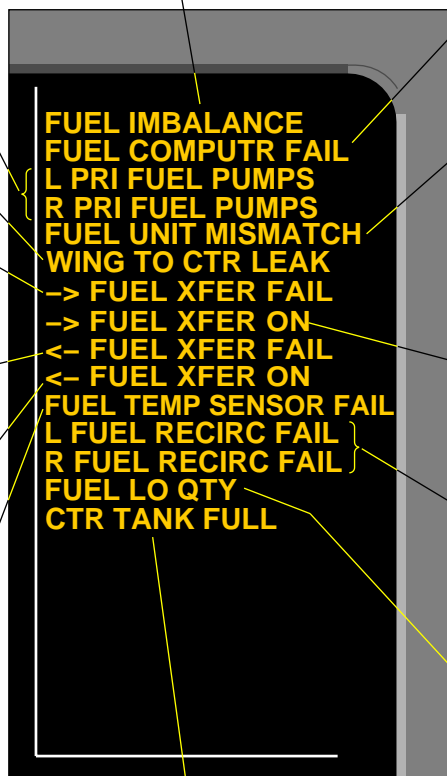 FUEL IMBALANCE
FUEL COMPUTR FAIL
L PRI FUEL PUMPS
R PRI FUEL PUMPS
FUEL UNIT MISMATCH
WING TO CTR LEAK
–> FUEL XFER FAIL
–> FUEL XFER ON
<– FUEL XFER FAIL
<– FUEL XFER ON
FUEL TEMP SENSOR FAIL
L FUEL RECIRC FAIL
R FUEL RECIRC FAIL
FUEL LO QTY
CTR TANK FULL